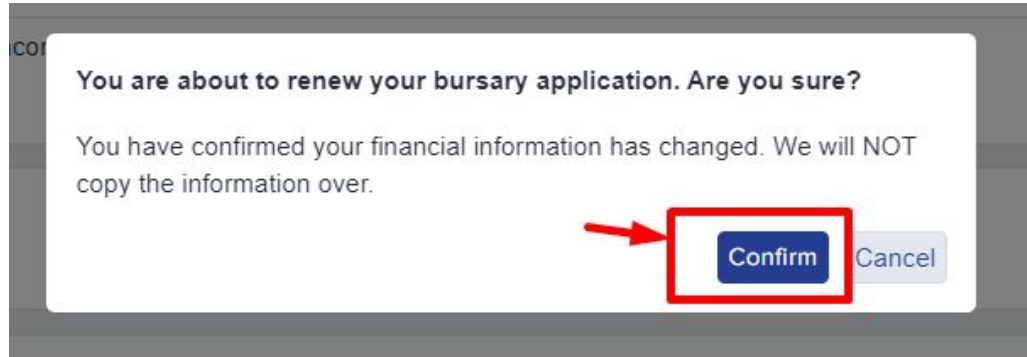 You are about to renew your bursary application. Are you sure?
You have confirmed your financial information has changed. We will NOT
copy the information over.
Confirm Cancel